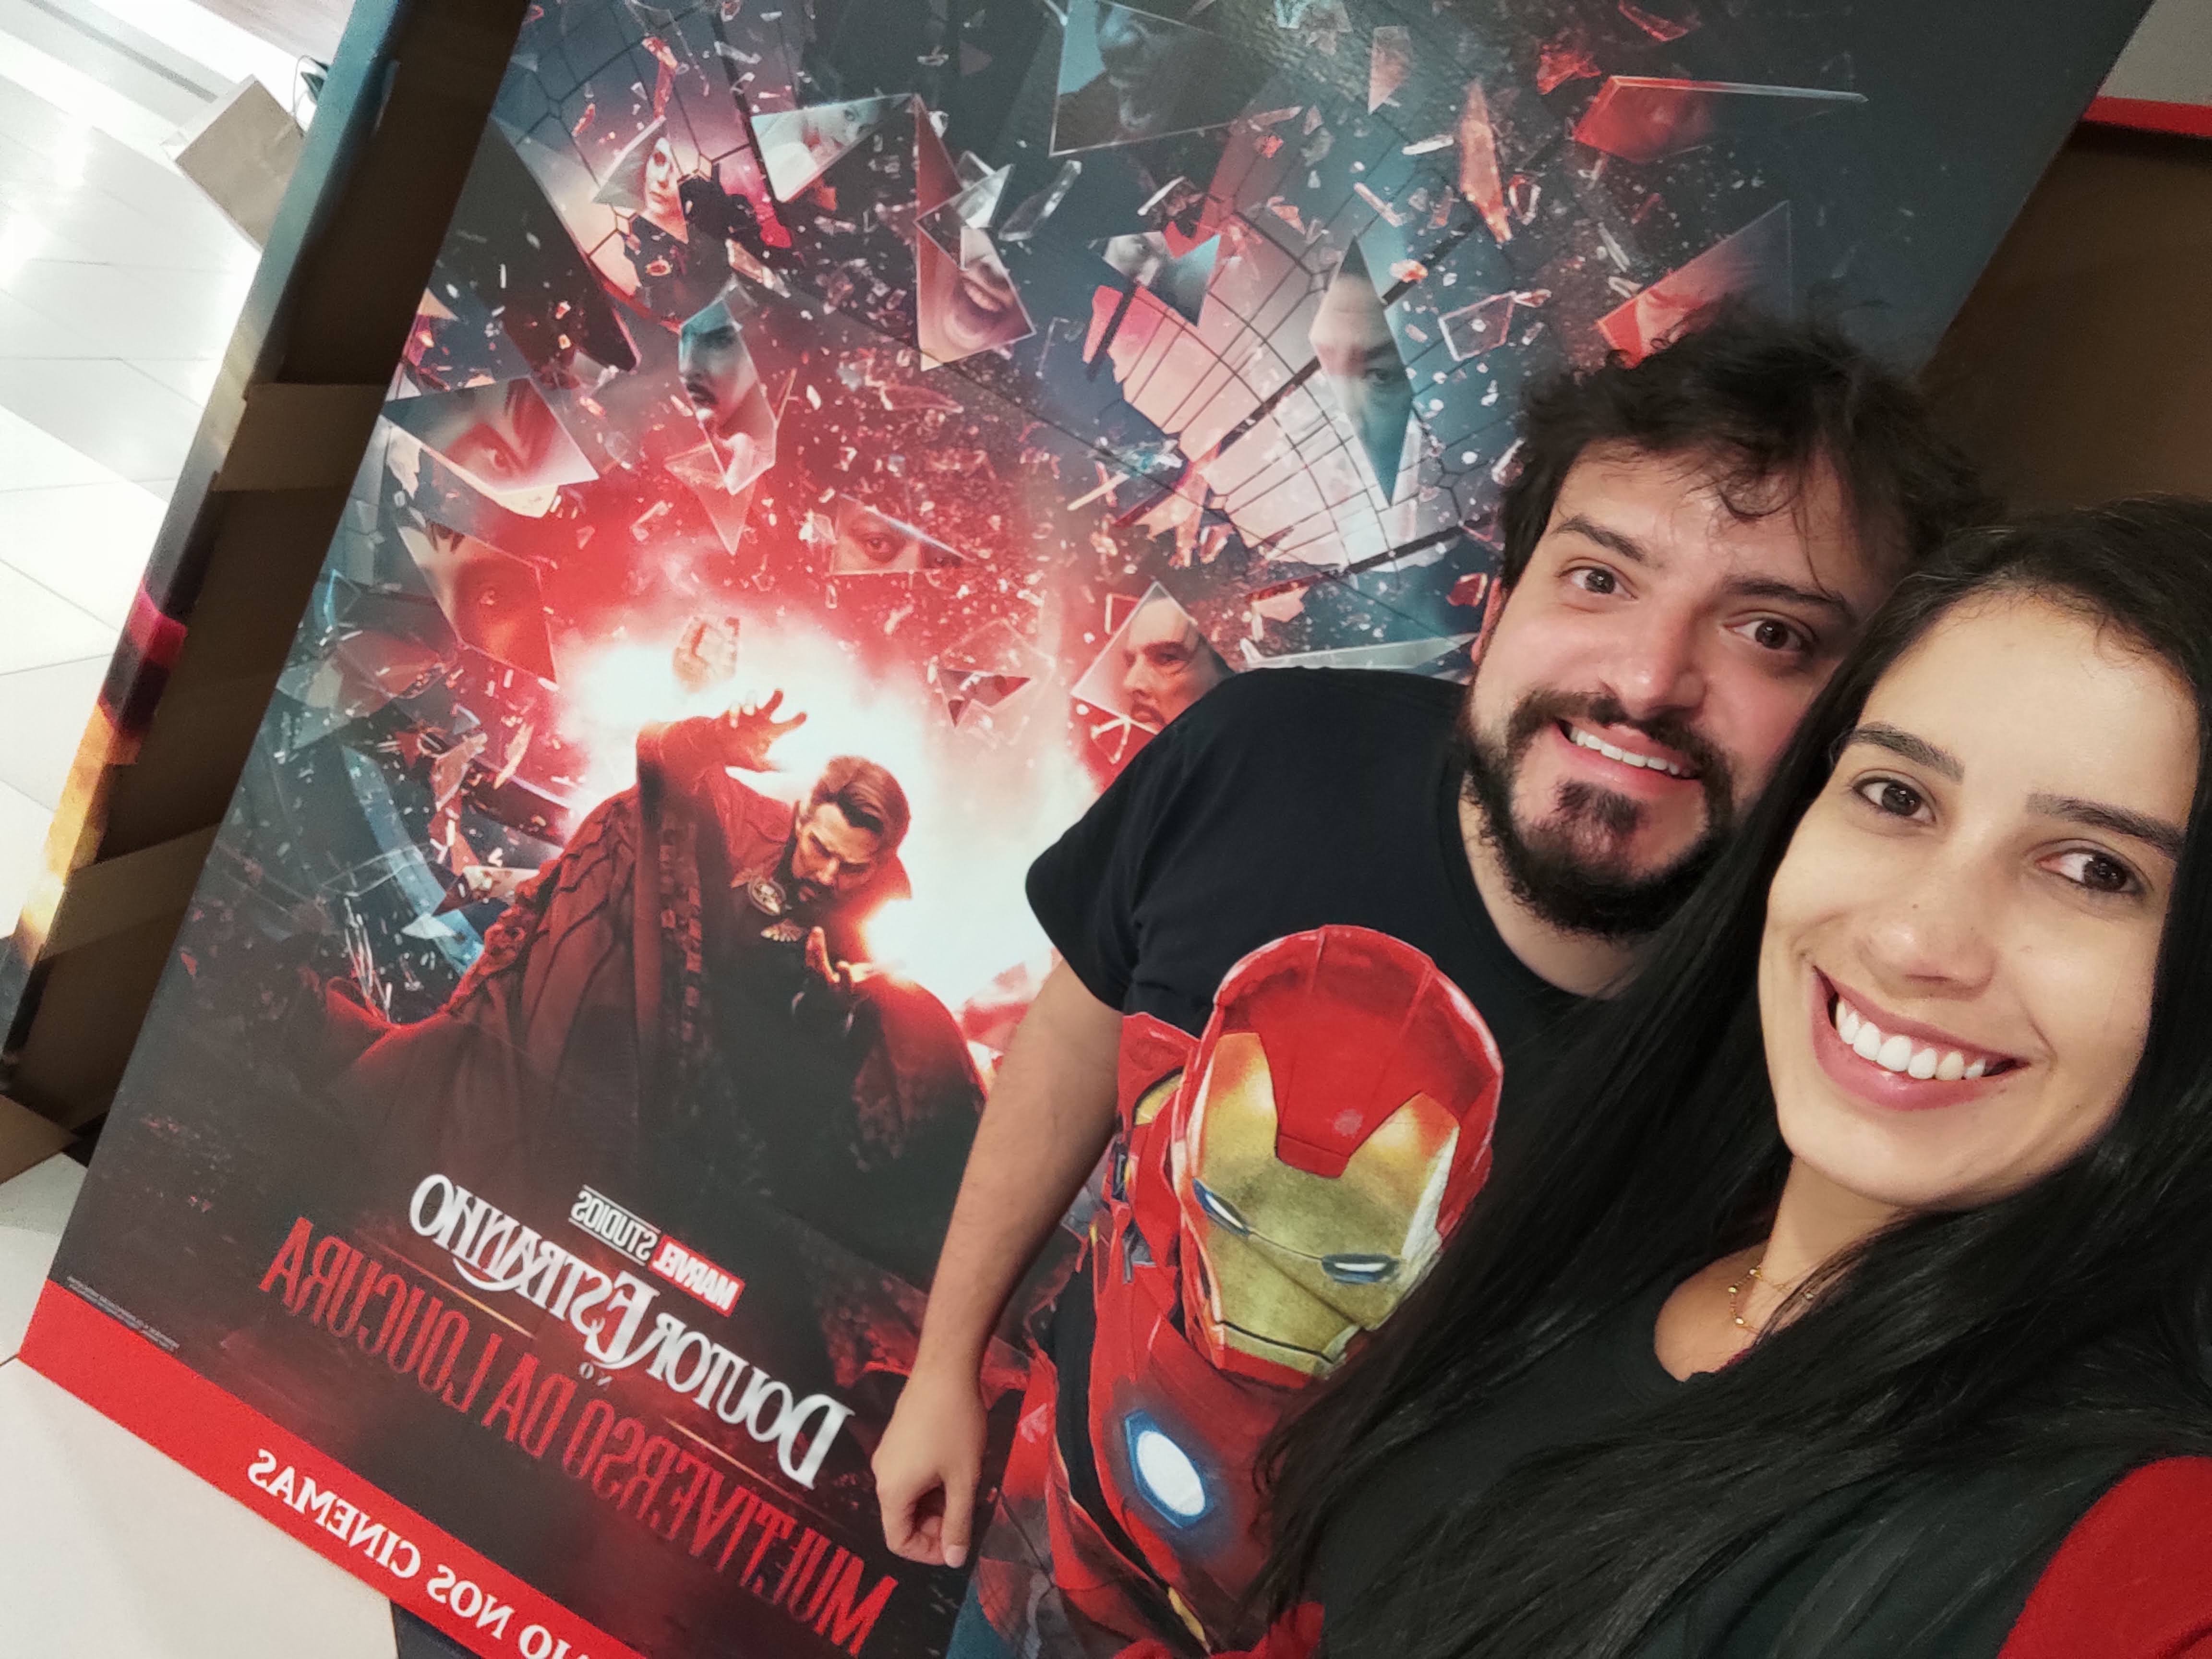 MARVEL STUDIOS
DOUTOR ESTRANHO
NO
MULTIVERSO DA LOUCURA
NOS CINEMAS